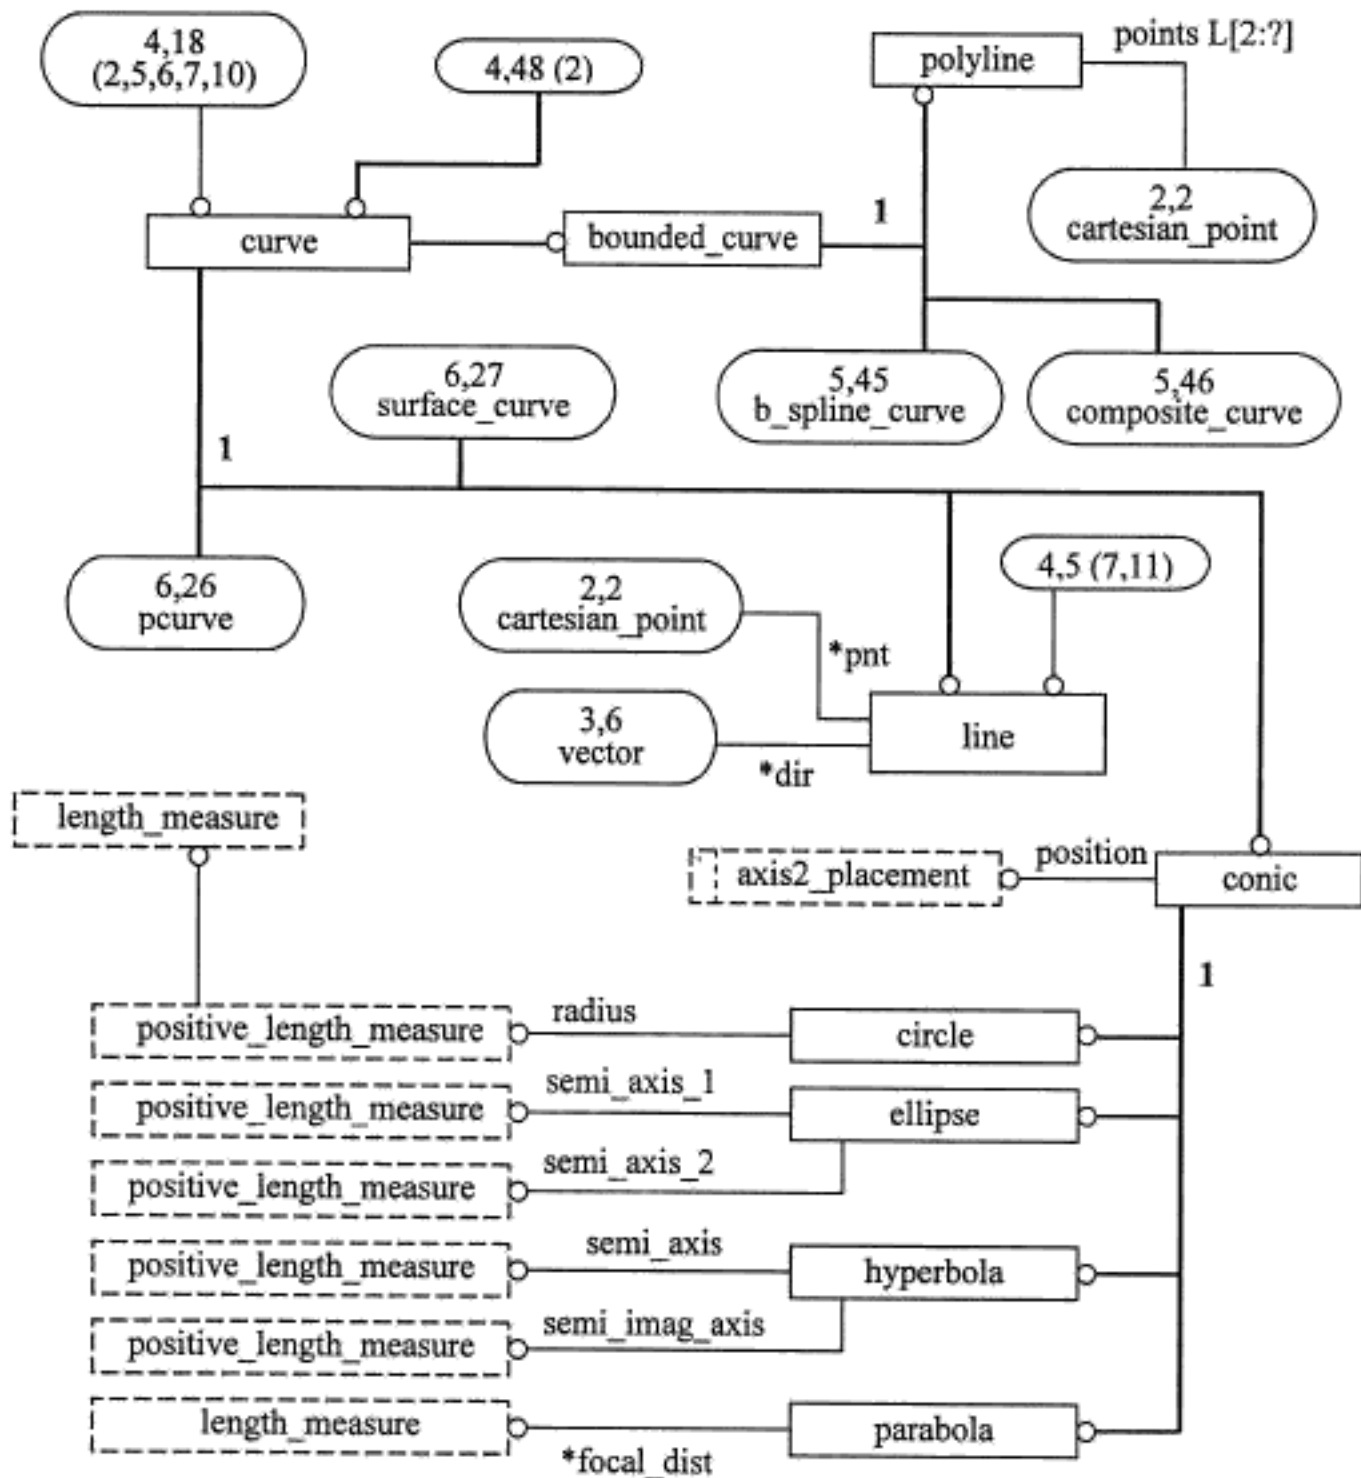 4,18
(2,5,6,7,10)
4,48 (2)
polyline
points L[2:?]
2,2
cartesian_point
curve
bounded_curve
1
6,27
surface_curve
5,45
b_spline_curve
5,46
composite_curve
1
6,26
pcurve
2,2
cartesian_point
4,5 (7,11)
*pnt
3,6
vector
*dir
line
length_measure
axis2_placement
position
conic
1
positive_length_measure
radius
circle
positive_length_measure
semi_axis_1
ellipse
positive_length_measure
semi_axis_2
positive_length_measure
semi_axis
hyperbola
positive_length_measure
semi_imag_axis
length_measure
*focal_dist
parabola